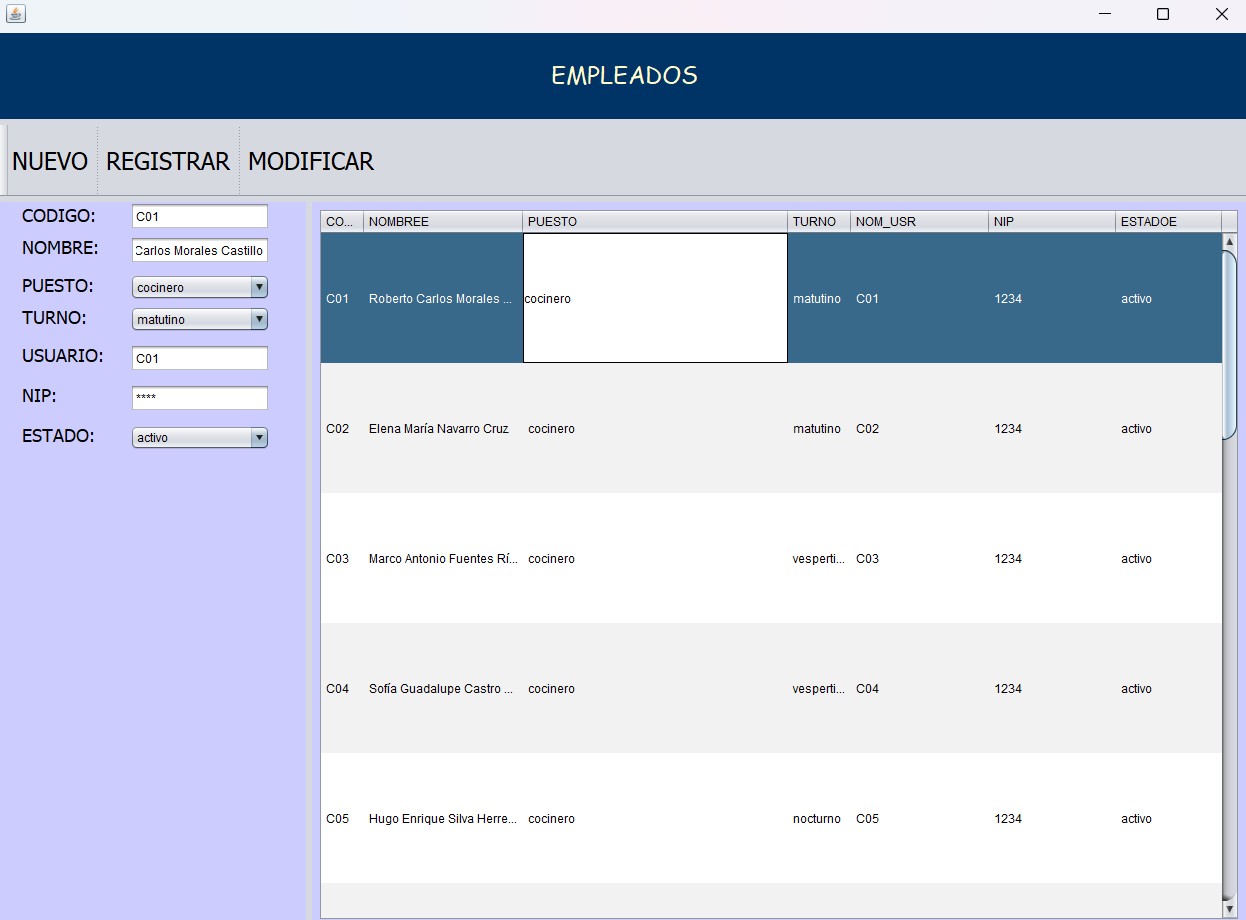 EMPLEADOS
NUEVO REGISTRAR MODIFICAR
CODIGO: C01
NOMBRE: Carlos Morales Castillo
PUESTO: cocinero
TURNO: matutino
USUARIO: C01
NIP: ****
ESTADO: activo
CO... NOMBREE PUESTO TURNO NOM_USR NIP ESTADOE
C01 Roberto Carlos Morales ... cocinero matutino C01 1234 activo
C02 Elena María Navarro Cruz cocinero matutino C02 1234 activo
C03 Marco Antonio Fuentes Rí... cocinero vesperti... C03 1234 activo
C04 Sofía Guadalupe Castro ... cocinero vesperti... C04 1234 activo
C05 Hugo Enrique Silva Herre... cocinero nocturno C05 1234 activo